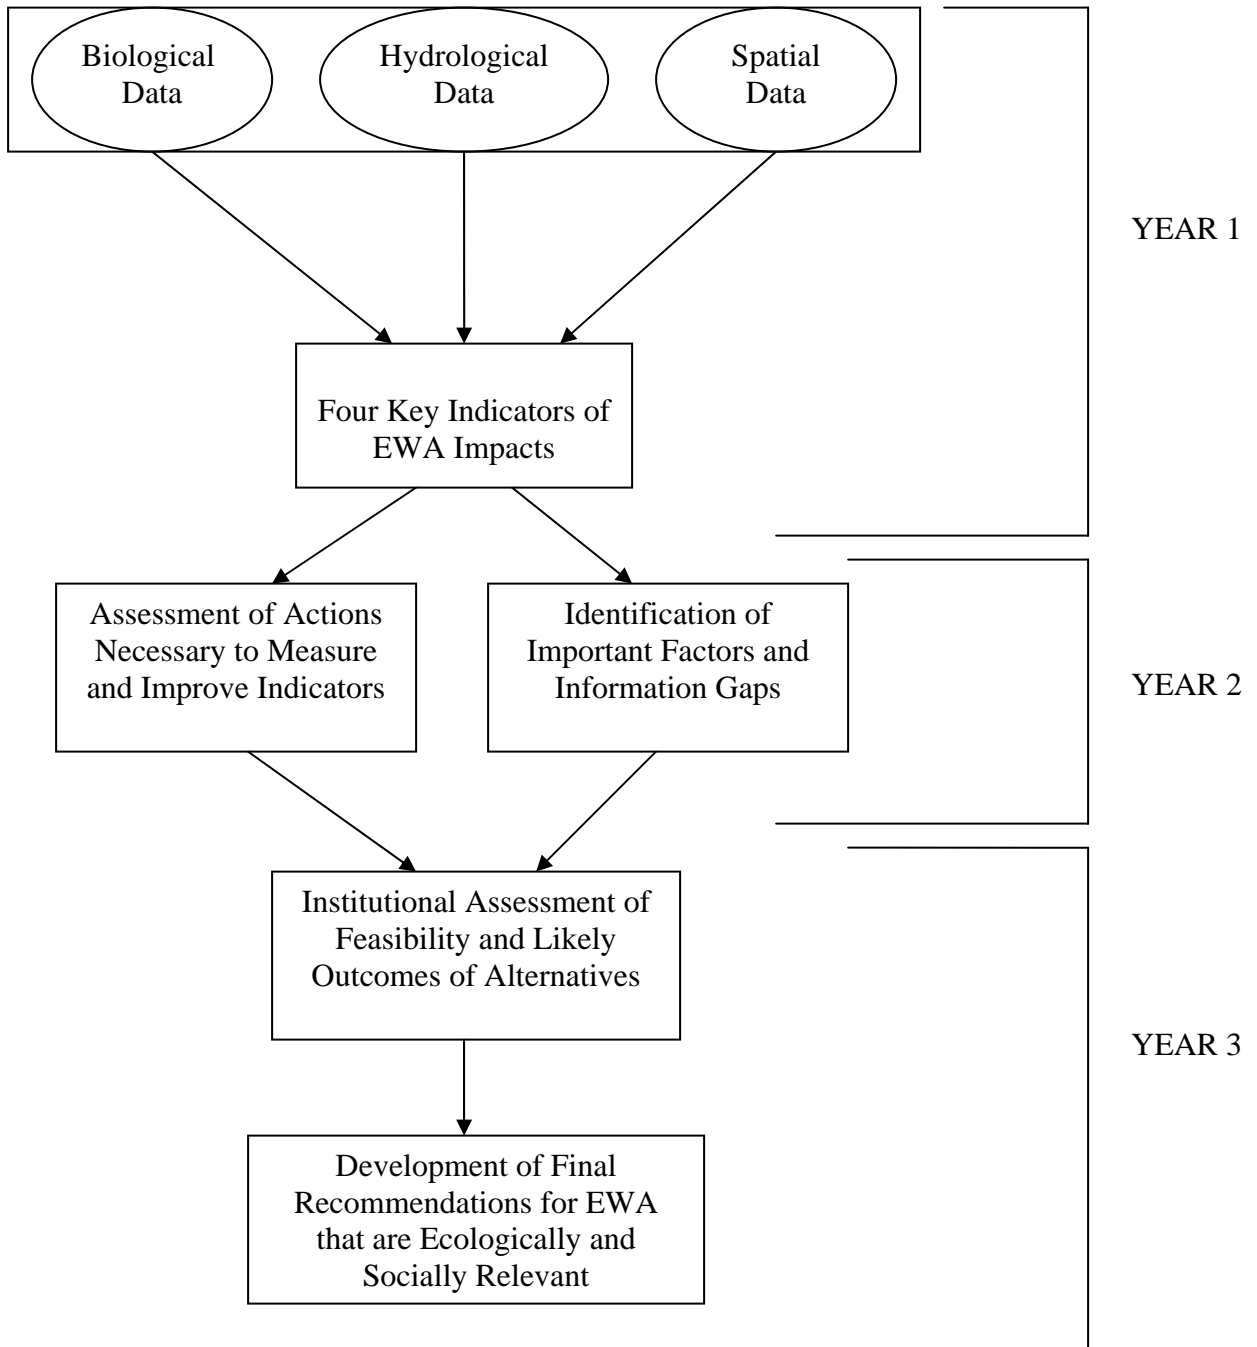 Biological
Data
Hydrological
Data
Spatial
Data
YEAR 1
Four Key Indicators of
EWA Impacts
Assessment of Actions
Necessary to Measure
and Improve Indicators
Identification of
Important Factors and
Information Gaps
YEAR 2
Institutional Assessment of
Feasibility and Likely
Outcomes of Alternatives
YEAR 3
Development of Final
Recommendations for EWA
that are Ecologically and
Socially Relevant